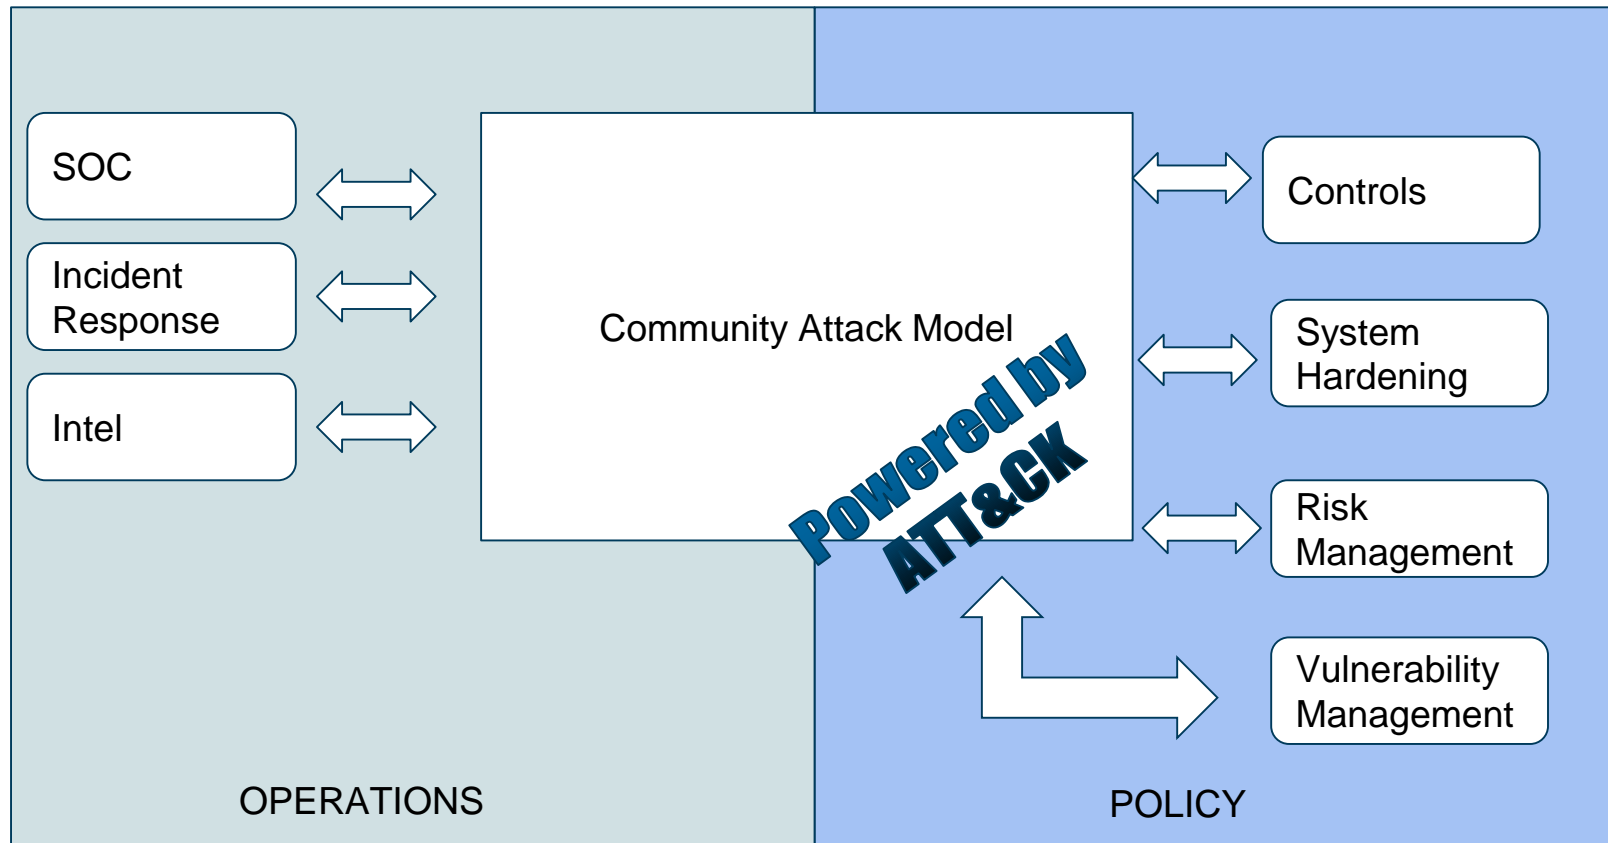 SOC
Incident
Response
Intel
OPERATIONS
Community Attack Model
Powered by
ATT&CK
Controls
System
Hardening
Risk
Management
Vulnerability
Management
POLICY